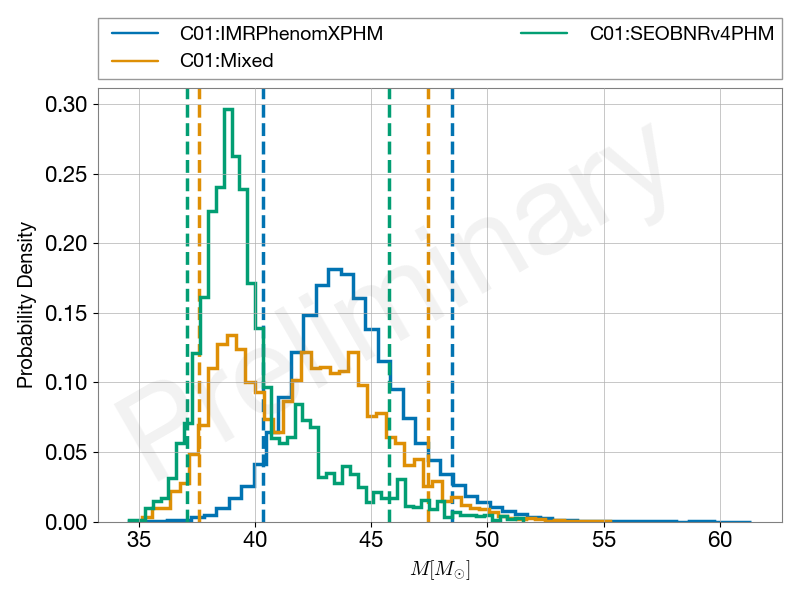 C01:IMRPhenomXPHM C01:SEOBNRv4PHM
C01:Mixed
0.30
0.25
0.20
0.15
0.10
0.05
0.00
Probability Density
Preliminary
35 40 45 50 55 60
M[M⊙]